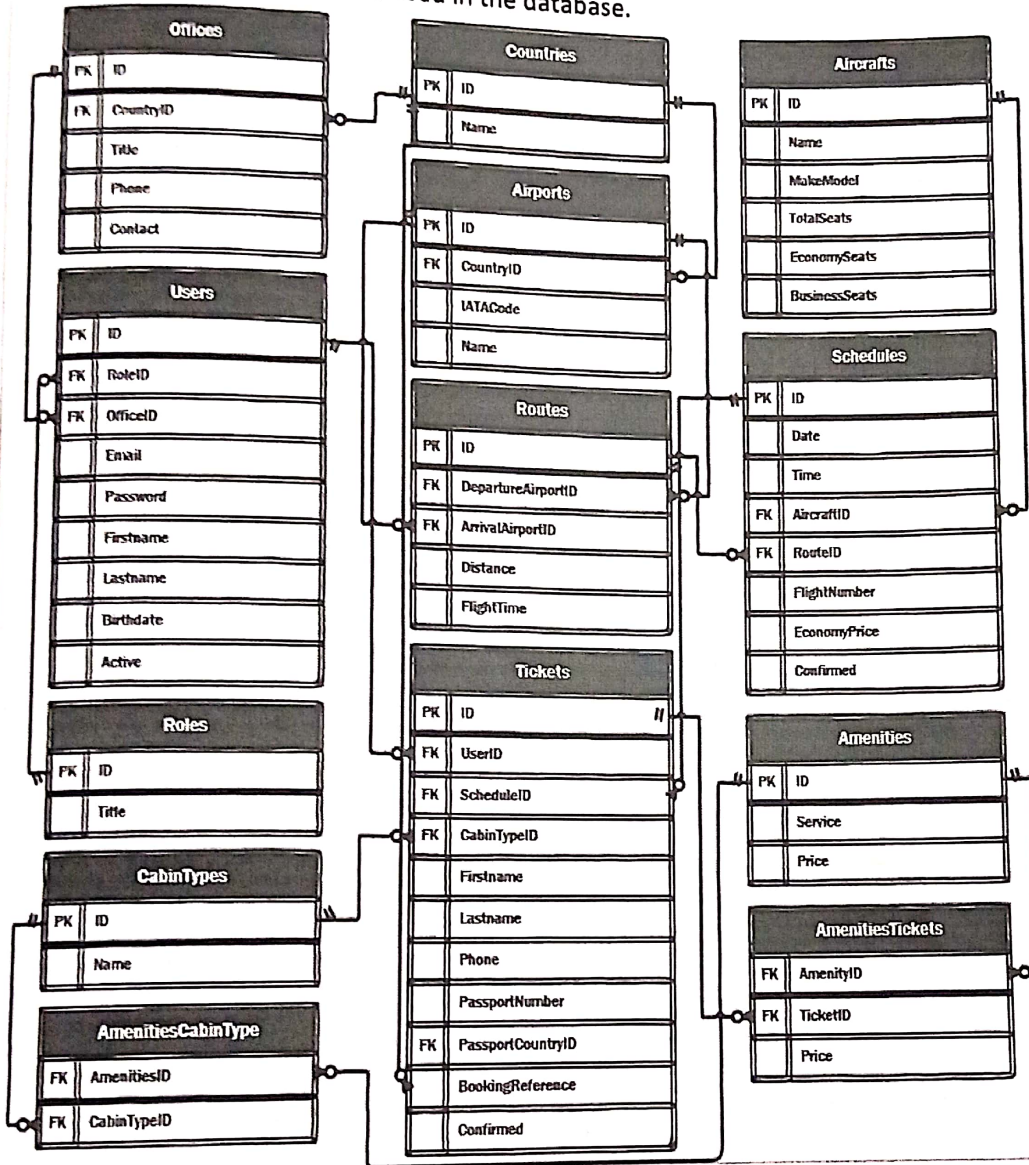 in the database.
Offices
PK ID
FK CountryID
Title
Phone
Contact
Users
PK ID
FK RoleID
FK OfficeID
Email
Password
Firstname
Lastname
Birthdate
Active
Roles
PK ID
Title
CabinTypes
PK ID
Name
AmenitiesCabinType
FK AmenitiesID
FK CabinTypeID
Countries
PK ID
Name
Airports
PK ID
FK CountryID
IATACode
Name
Routes
PK ID
FK DepartureAirportID
FK ArrivalAirportID
Distance
FlightTime
Tickets
PK ID
FK UserID
FK ScheduleID
FK CabinTypeID
Firstname
Lastname
Phone
PassportNumber
FK PassportCountryID
BookingReference
Confirmed
Aircrafts
PK ID
Name
MakeModel
TotalSeats
EconomySeats
BusinessSeats
Schedules
PK ID
Date
Time
FK AircraftID
FK RouteID
FlightNumber
EconomyPrice
Confirmed
Amenities
PK ID
Service
Price
AmenitiesTickets
FK AmenityID
FK TicketID
Price